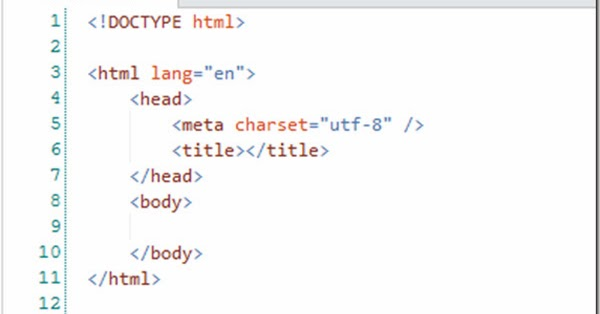 1 <!DOCTYPE html>
2
3 <html lang="en">
4     <head>
5         <meta charset="utf-8" />
6         <title></title>
7     </head>
8     <body>
9
10     </body>
11 </html>
12